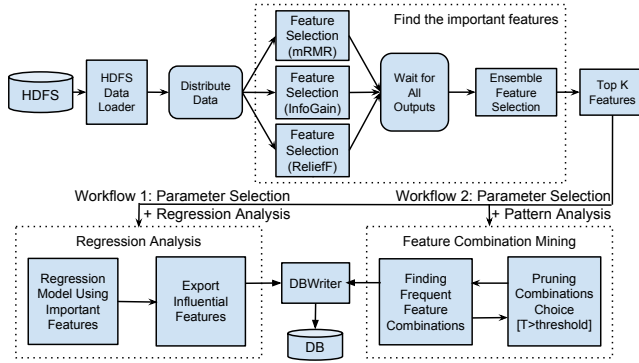 Find the important features
Feature
Selection
(mRMR)
HDFS
HDFS
Data
Loader
Distribute
Data
Feature
Selection
(InfoGain)
Feature
Selection
(ReliefF)
Wait for
All
Outputs
Ensemble
Feature
Selection
Top K
Features
Workflow 1: Parameter Selection
+ Regression Analysis
Workflow 2: Parameter Selection
+ Pattern Analysis
Regression Analysis
Regression
Model Using
Important
Features
Export
Influential
Features
DBWriter
DB
Feature Combination Mining
Finding
Frequent
Feature
Combinations
Pruning
Combinations
Choice
[T>threshold]